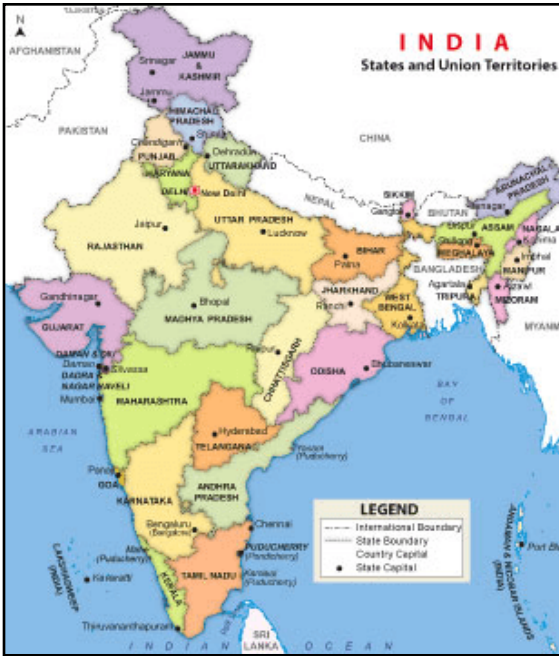 N
INDIA
States and Union Territories
AFGHANISTAN
PAKISTAN
CHINA
NEPAL
BHUTAN
BANGLADESH
MYANM
JAMMU
&
KASHMIR
Srinagar
Jammu
HIMACHAL
PRADESH
Shimla
Chandigarh
PUNJAB
Dehradun
UTTARAKHAND
HARYANA
DELHI
New Delhi
RAJASTHAN
Jaipur
UTTAR PRADESH
Lucknow
BIHAR
Patna
SIKKIM
Gangtok
ARUNACHAL
PRADESH
Itanagar
Dispur
ASSAM
NAGALA
Kohima
Shillong
MEGHALAYA
Imphal
MANIPUR
Agartala
TRIPURA
Aizawl
MIZORAM
JHARKHAND
Ranchi
WEST
BENGAL
Kolkata
Gandhinagar
GUJARAT
Bhopal
MADHYA PRADESH
Raipur
CHHATTISGARH
ODISHA
Bhubaneswar
DAMAN & DIU
Daman
Silvassa
DADRA
NAGAR HAVELI
Mumbai
MAHARASHTRA
ARABIAN
SEA
BAY
OF
BENGAL
Hyderabad
TELANGANA
(Puducherry)
Panaji
GOA
KARNATAKA
ANDHRA
PRADESH
Bengaluru
(Bangalore)
Chennai
Mahe
(Puducherry)
PUDUCHERRY
(Pondicherry)
Karaikal
(Puducherry)
TAMIL NADU
KERALA
LAKSHADWEEP
(INDIA)
Kavaratti
Thiruvananthapuram
SRI
LANKA
INDIAN OCEAN
ANDAMAN & NICOBAR ISLANDS
(INDIA)
Port Bl
LEGEND
International Boundary
State Boundary
Country Capital
State Capital